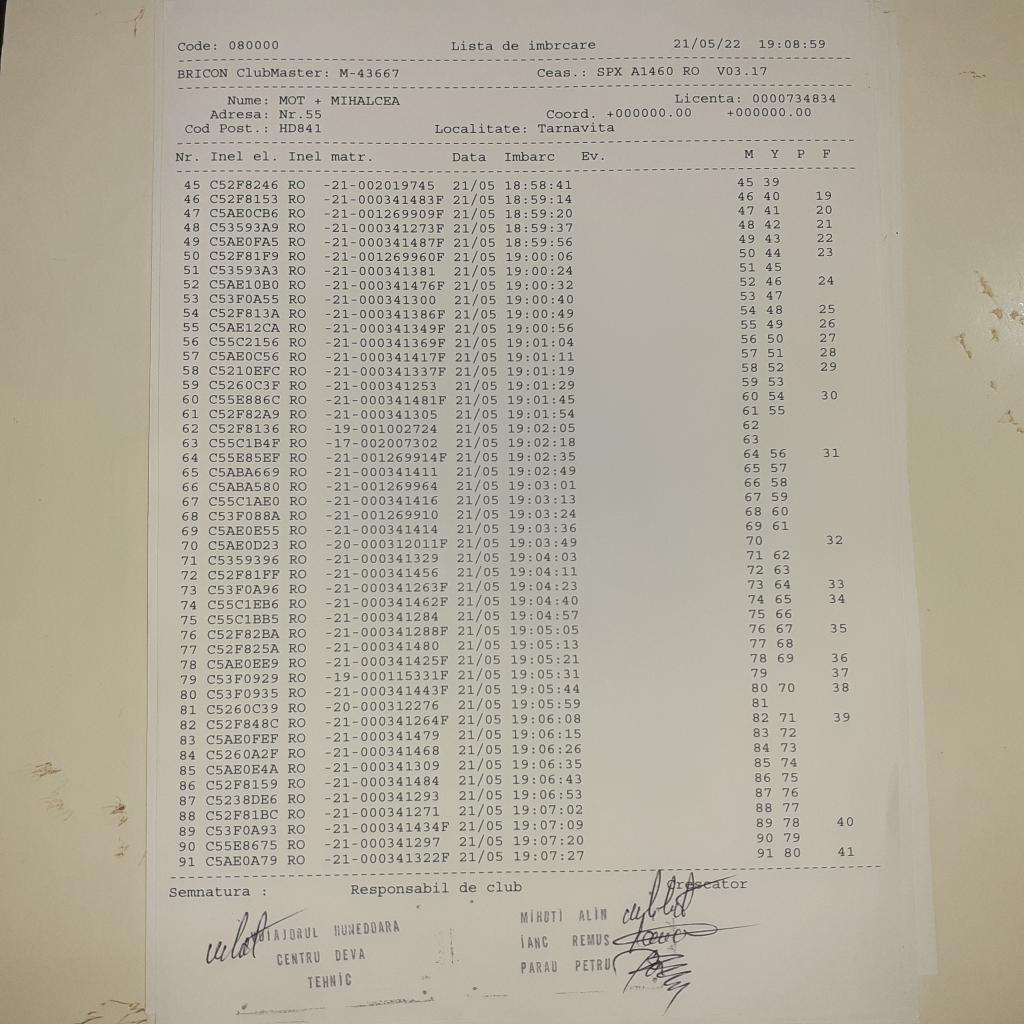 Code: 080000 Lista de imbrcare 21/05/22 19:08:59
BRICON ClubMaster: M-43667 Ceas.: SPX A1460 RO V03.17
Nume: MOT + MIHALCEA Licenta: 0000734834
Adresa: Nr.55 Coord. +000000.00 +000000.00
Cod Post.: HD841 Localitate: Tarnavita
Nr. Inel el. Inel matr. Data Imbarc Ev. M Y P F
45 C52F8246 RO -21-002019745 21/05 18:58:41 45 39
46 C52F8153 RO -21-000341483F 21/05 18:59:14 46 40 19
47 C5AE0CB6 RO -21-001269909F 21/05 18:59:20 47 41 20
48 C53593A9 RO -21-000341273F 21/05 18:59:37 48 42 21
49 C5AE0FA5 RO -21-000341487F 21/05 18:59:56 49 43 22
50 C52F81F9 RO -21-001269960F 21/05 19:00:06 50 44 23
51 C53593A3 RO -21-000341381 21/05 19:00:24 51 45
52 C5AE10B0 RO -21-000341476F 21/05 19:00:32 52 46 24
53 C53F0A55 RO -21-000341300 21/05 19:00:40 53 47
54 C52F813A RO -21-000341386F 21/05 19:00:49 54 48 25
55 C5AE12CA RO -21-000341349F 21/05 19:00:56 55 49 26
56 C55C2156 RO -21-000341369F 21/05 19:01:04 56 50 27
57 C5AE0C56 RO -21-000341417F 21/05 19:01:11 57 51 28
58 C5210EFC RO -21-000341337F 21/05 19:01:19 58 52 29
59 C5260C3F RO -21-000341253 21/05 19:01:29 59 53
60 C55E886C RO -21-000341481F 21/05 19:01:45 60 54 30
61 C52F82A9 RO -21-000341305 21/05 19:01:54 61 55
62 C52F8136 RO -19-001002724 21/05 19:02:05 62
63 C55C1B4F RO -17-002007302 21/05 19:02:18 63
64 C55E85EF RO -21-001269914F 21/05 19:02:35 64 56 31
65 C5ABA669 RO -21-000341411 21/05 19:02:49 65 57
66 C5ABA580 RO -21-001269964 21/05 19:03:01 66 58
67 C55C1AE0 RO -21-000341416 21/05 19:03:13 67 59
68 C53F088A RO -21-001269910 21/05 19:03:24 68 60
69 C5AE0E55 RO -21-000341414 21/05 19:03:36 69 61
70 C5AE0D23 RO -20-000312011F 21/05 19:03:49 70 32
71 C5359396 RO -21-000341329 21/05 19:04:03 71 62
72 C52F81FF RO -21-000341456 21/05 19:04:11 72 63
73 C53F0A96 RO -21-000341263F 21/05 19:04:23 73 64 33
74 C55C1EB6 RO -21-000341462F 21/05 19:04:40 74 65 34
75 C55C1BB5 RO -21-000341284 21/05 19:04:57 75 66
76 C52F82BA RO -21-000341288F 21/05 19:05:05 76 67 35
77 C52F825A RO -21-000341480 21/05 19:05:13 77 68
78 C5AE0EE9 RO -21-000341425F 21/05 19:05:21 78 69 36
79 C53F0929 RO -19-000115331F 21/05 19:05:31 79 37
80 C53F0935 RO -21-000341443F 21/05 19:05:44 80 70 38
81 C5260C39 RO -20-000312276 21/05 19:05:59 81
82 C52F848C RO -21-000341264F 21/05 19:06:08 82 71 39
83 C5AE0FEF RO -21-000341479 21/05 19:06:15 83 72
84 C5260A2F RO -21-000341468 21/05 19:06:26 84 73
85 C5AE0E4A RO -21-000341309 21/05 19:06:35 85 74
86 C52F8159 RO -21-000341484 21/05 19:06:43 86 75
87 C5238DE6 RO -21-000341293 21/05 19:06:53 87 76
88 C52F81BC RO -21-000341271 21/05 19:07:02 88 77
89 C53F0A93 RO -21-000341434F 21/05 19:07:09 89 78 40
90 C55E8675 RO -21-000341297 21/05 19:07:20 90 79
91 C5AE0A79 RO -21-000341322F 21/05 19:07:27 91 80 41
Semnatura : Responsabil de club Crescator
HUNEDOARA MIHUTI ALIN
CENTRU DEVA IANC REMUS
TEHNIC PARAU PETRU